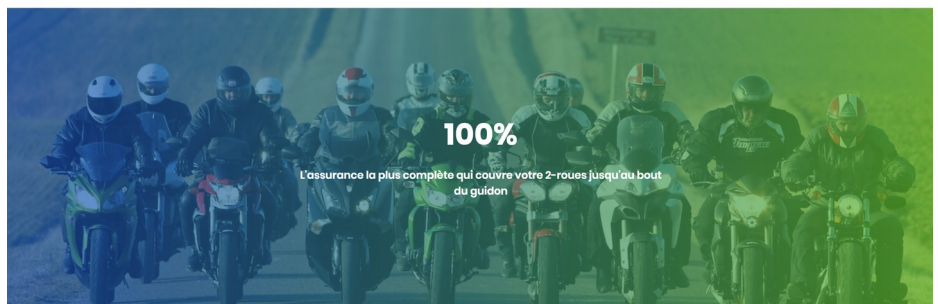 100%
L'assurance la plus complète qui couvre votre 2-roues jusqu'au bout
du guidon